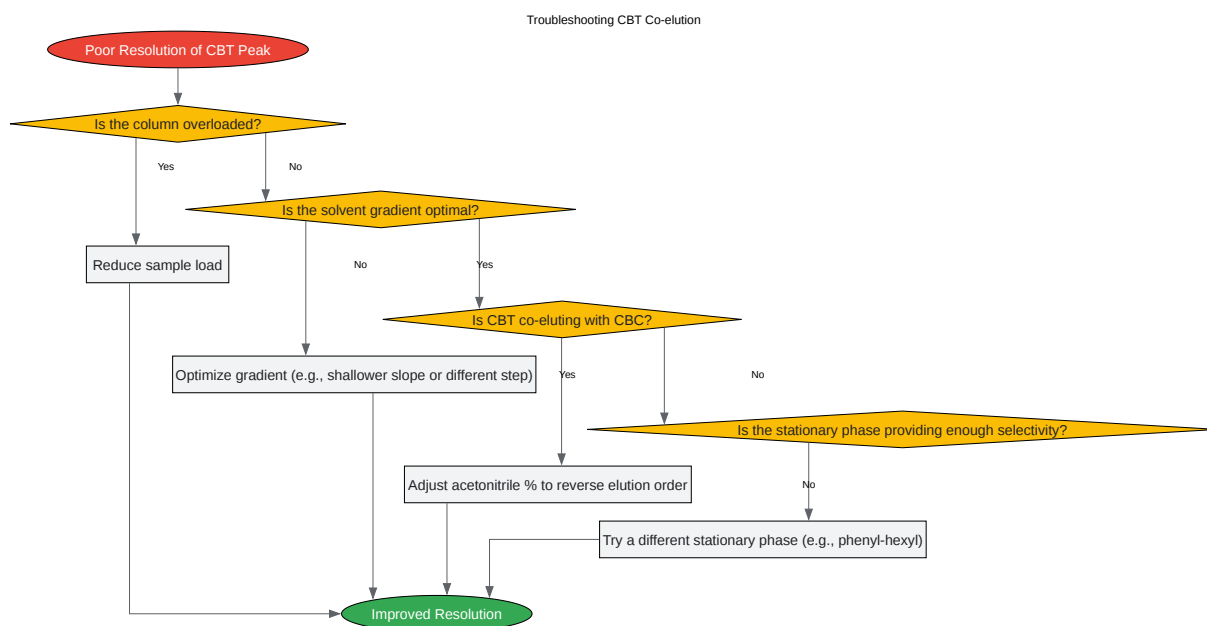 Troubleshooting CBT Co-elution
Poor Resolution of CBT Peak
Is the column overloaded?
Yes
No
Is the solvent gradient optimal?
Reduce sample load
No
Yes
Is CBT co-eluting with CBC?
Optimize gradient (e.g., shallower slope or different step)
Yes
No
Is the stationary phase providing enough selectivity?
Adjust acetonitrile % to reverse elution order
No
Try a different stationary phase (e.g., phenyl-hexyl)
Improved Resolution